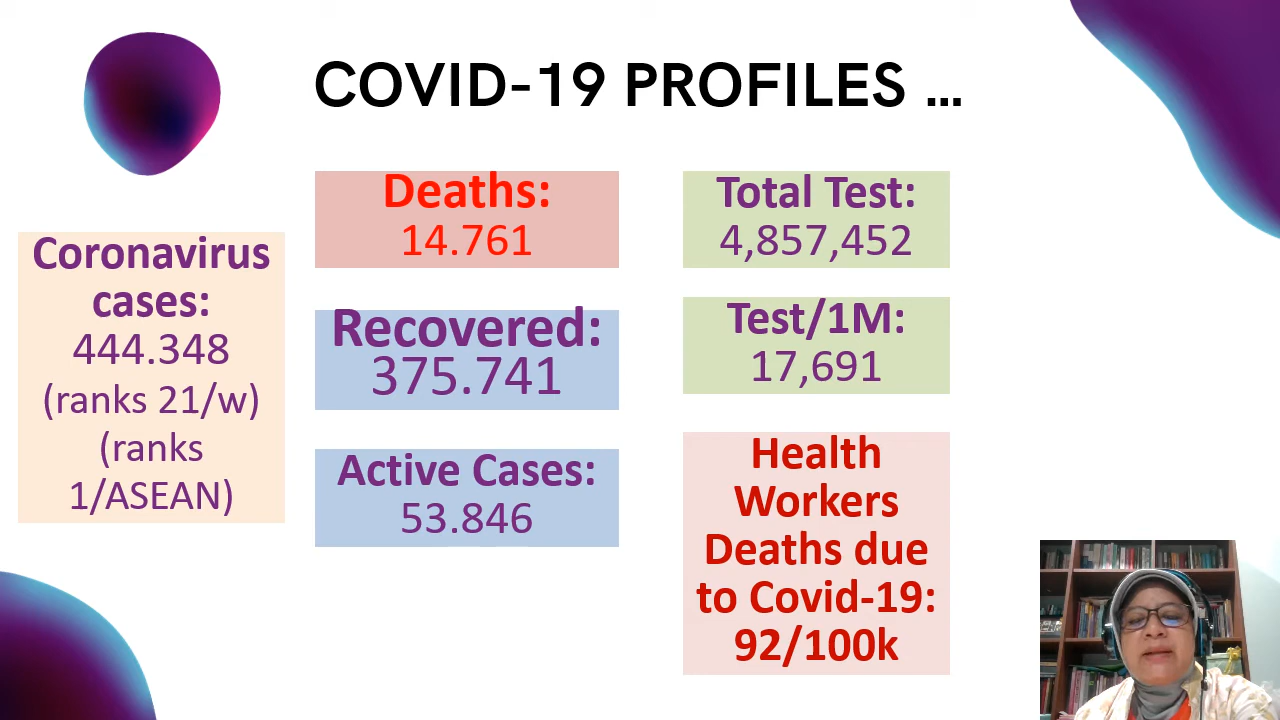 COVID-19 PROFILES ...
Coronavirus
cases:
444.348
(ranks 21/w)
(ranks
1/ASEAN)
Deaths:
14.761
Recovered:
375.741
Active Cases:
53.846
Total Test:
4,857,452
Test/1M:
17,691
Health
Workers
Deaths due
to Covid-19:
92/100k